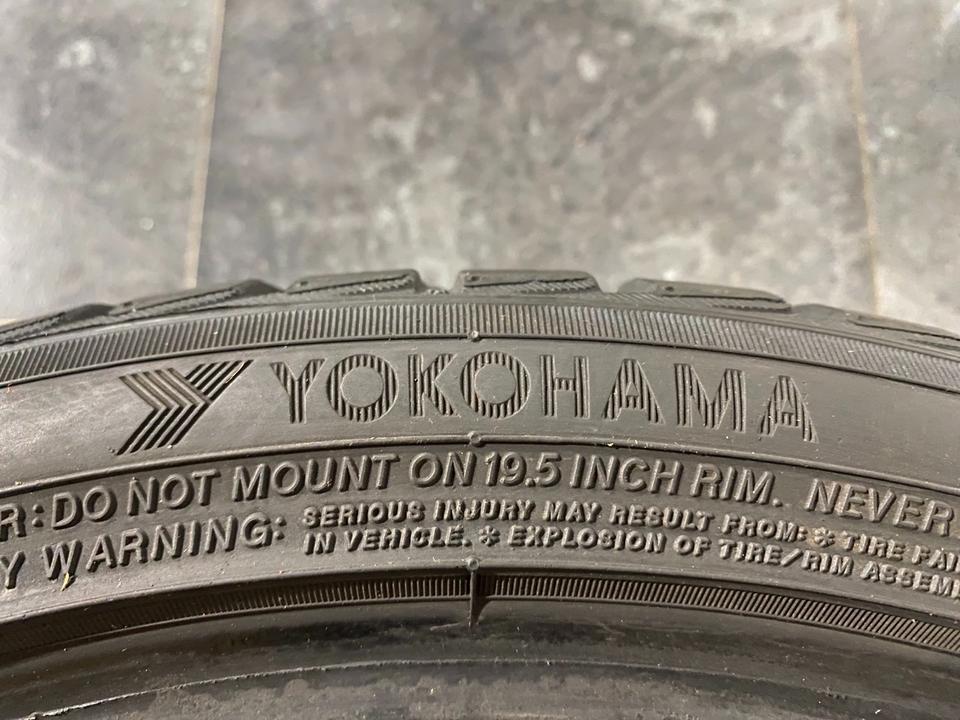 YOKOHAMA
R: DO NOT MOUNT ON 19.5 INCH RIM. NEVER
Y WARNING: SERIOUS INJURY MAY RESULT FROM: * TIRE FAI
IN VEHICLE. * EXPLOSION OF TIRE/RIM ASSEM